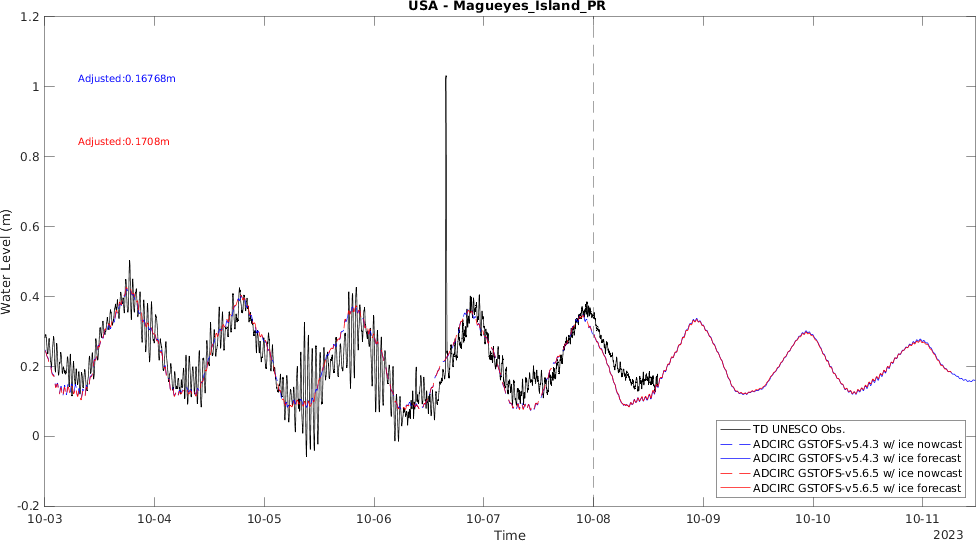 USA - Magueyes_Island_PR
1.2
1
0.8
0.6
0.4
0.2
0
-0.2
Water Level (m)
Adjusted:0.16768m
Adjusted:0.1708m
TD UNESCO Obs.
ADCIRC GSTOFS-v5.4.3 w/ ice nowcast
ADCIRC GSTOFS-v5.4.3 w/ ice forecast
ADCIRC GSTOFS-v5.6.5 w/ ice nowcast
ADCIRC GSTOFS-v5.6.5 w/ ice forecast
10-03 10-04 10-05 10-06 10-07 10-08 10-09 10-10 10-11
Time
2023